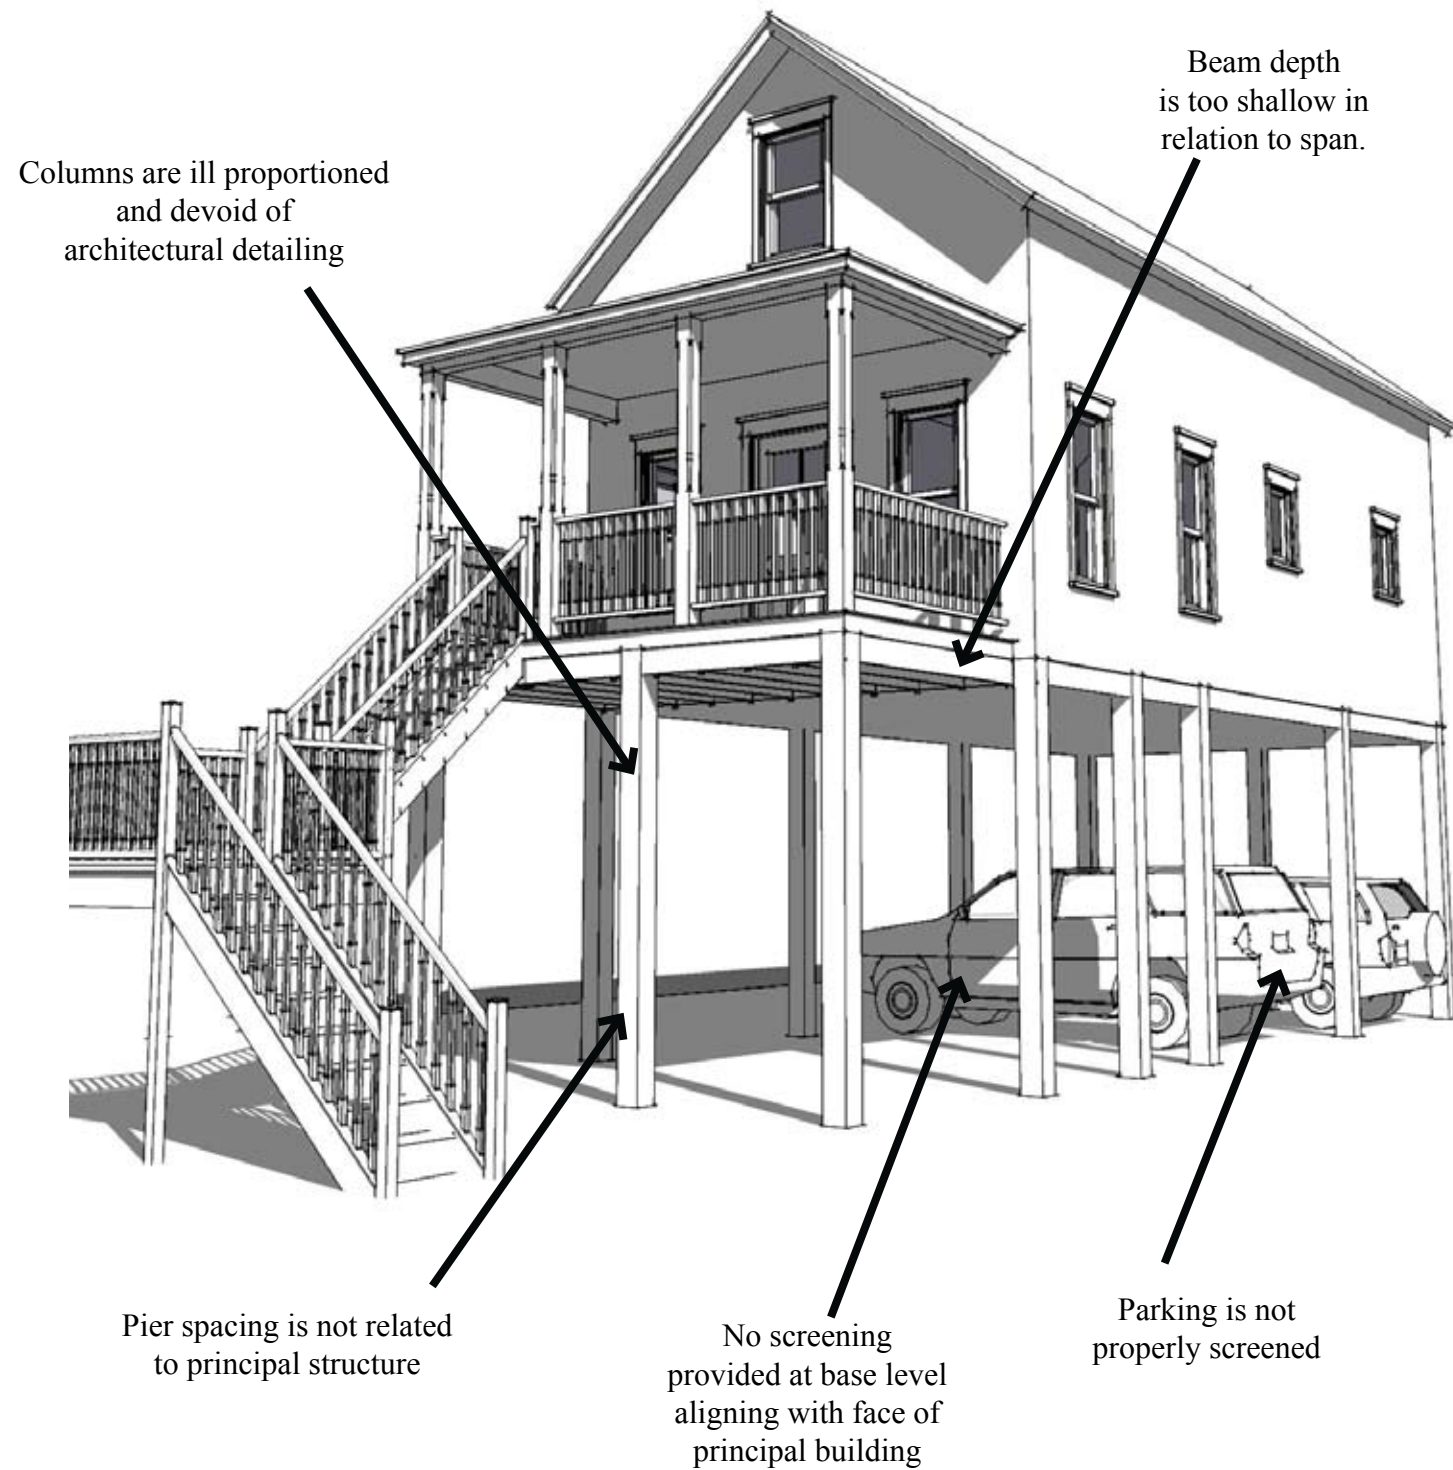 Beam depth
is too shallow in
relation to span.
Columns are ill proportioned
and devoid of
architectural detailing
Pier spacing is not related
to principal structure
No screening
provided at base level
aligning with face of
principal building
Parking is not
properly screened